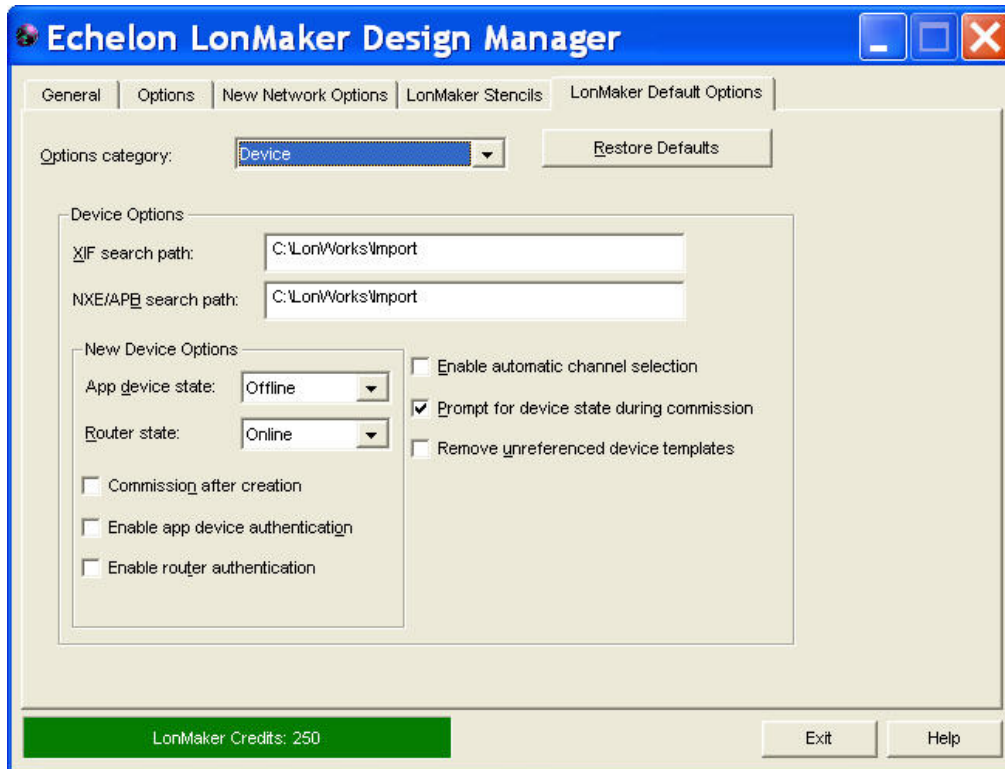 Echelon LonMaker Design Manager
General Options New Network Options LonMaker Stencils LonMaker Default Options
Options category: Device Restore Defaults
Device Options
XIF search path: C:\LonWorks\Import
NXE/APB search path: C:\LonWorks\Import
New Device Options
App device state: Offline
Router state: Online
Commission after creation
Enable app device authentication
Enable router authentication
Enable automatic channel selection
Prompt for device state during commission
Remove unreferenced device templates
LonMaker Credits: 250 Exit Help